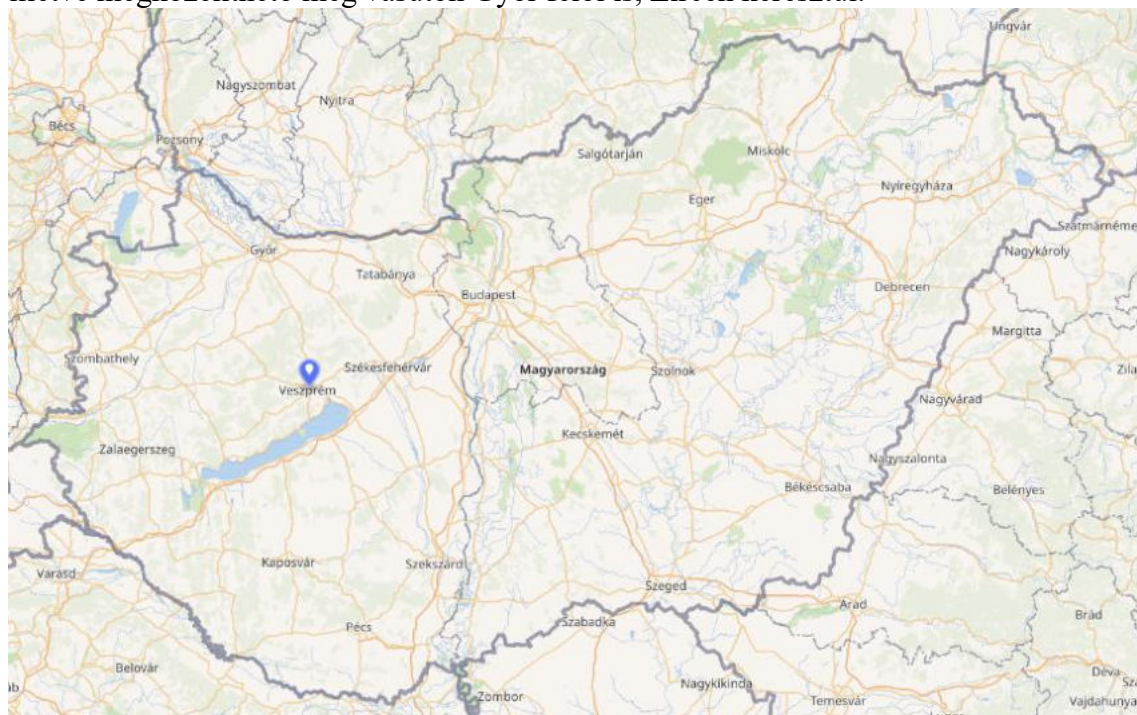 Ungvár
Nagyszombat
Nyitra
Bécs
Pozsony
Salgótarján
Miskolc
Nyíregyháza
Eger
Szatmárnéme
Győr
Nagykároly
Tatabánya
Budapest
Debrecen
Margitta
Szombathely
Székesfehérvár
Magyarország
Szolnok
Zila
Veszprém
Nagyvárad
Kecskemét
Zalaegerszeg
Nagyszalonta
Békéscsaba
Belényes
Kaposvár
Szekszárd
Varasd
Szeged
Arad
Szabadka
Brád
Pécs
Belovár
Déva
Nagykikinda
Zombor
Temesvár
Vajdahunya